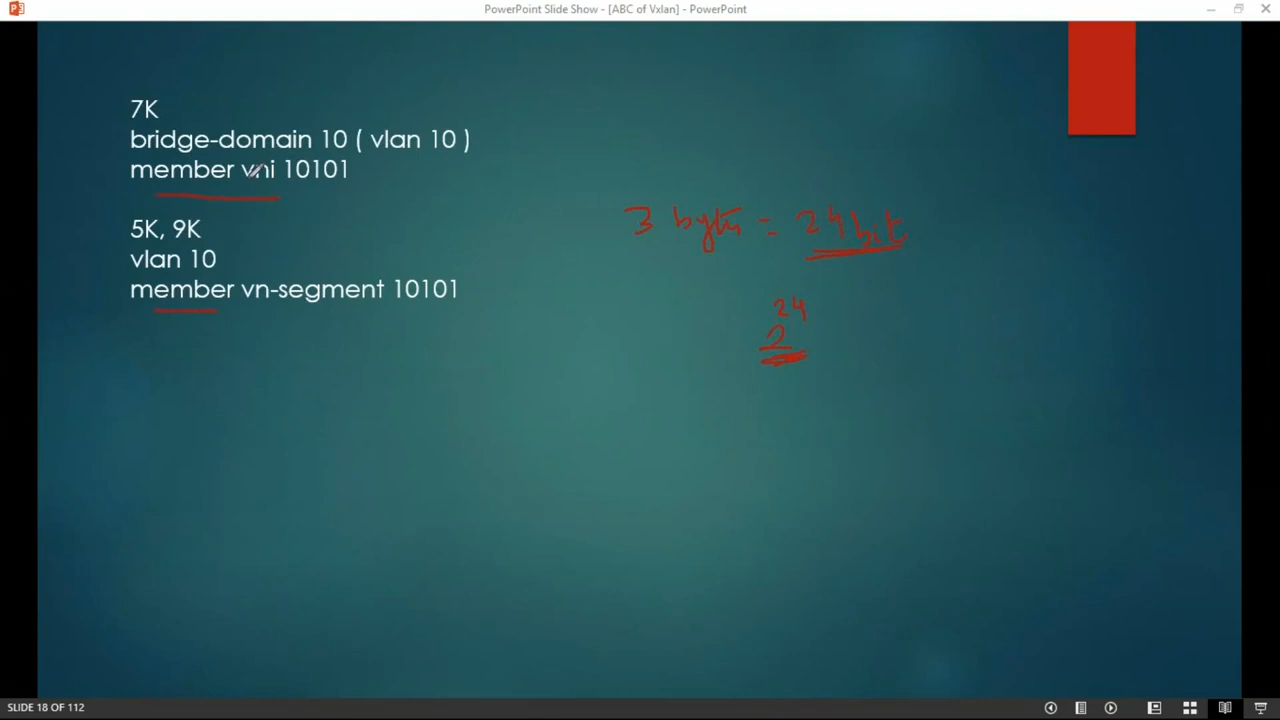 PowerPoint Slide Show - [ABC of Vxlan] - PowerPoint
7K
bridge-domain 10 ( vlan 10 )
member vni 10101
5K, 9K
vlan 10
member vn-segment 10101
3 byts = 24 bit
2^24
SLIDE 18 OF 112